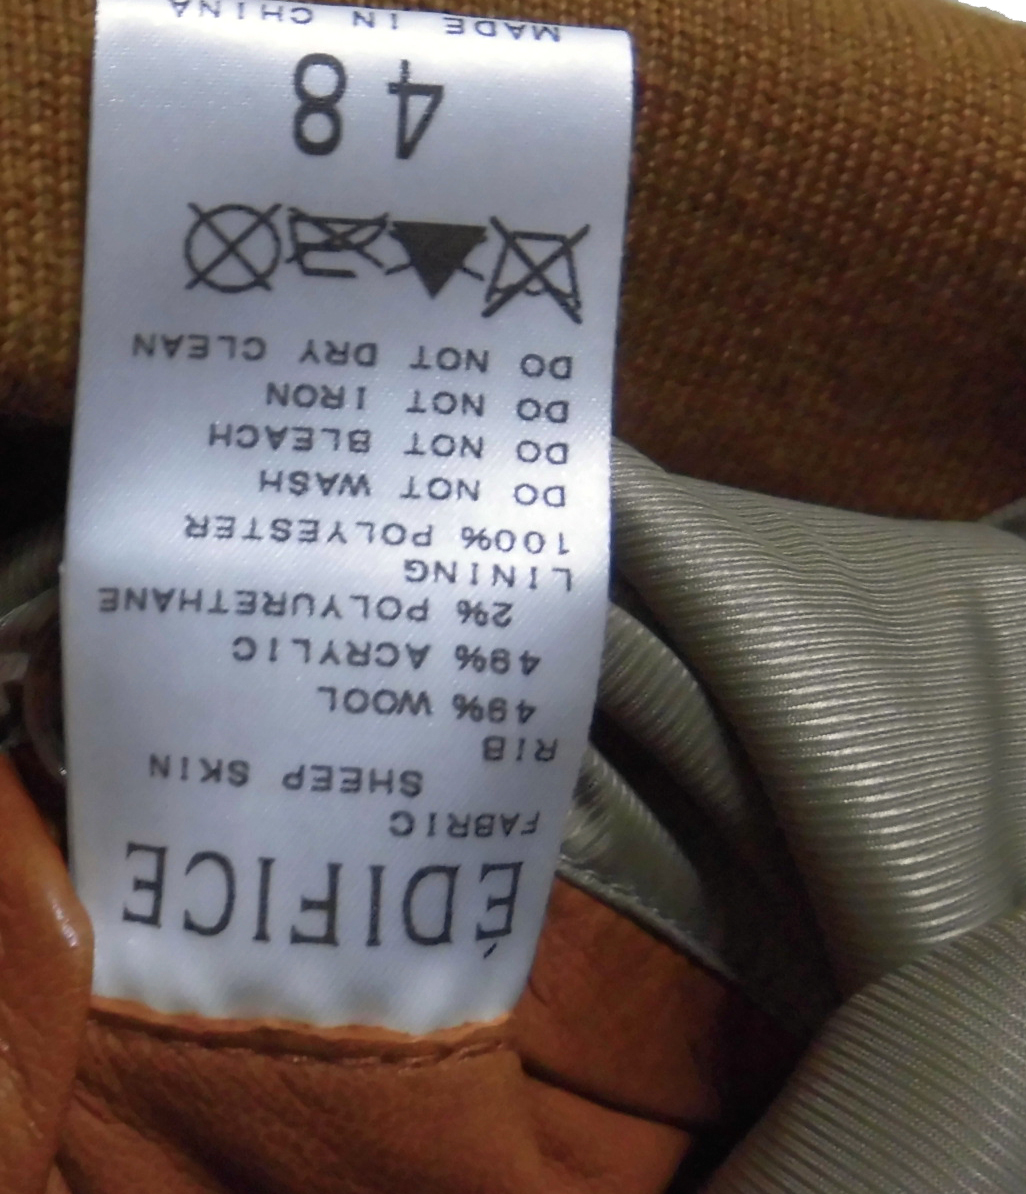 ÉDIFICE
FABRIC
SHEEP SKIN
RIB
49% WOOL
49% ACRYLIC
2% POLYURETHANE
LINING
100% POLYESTER
DO NOT WASH
DO NOT BLEACH
DO NOT IRON
DO NOT DRY CLEAN
48
MADE IN CHINA